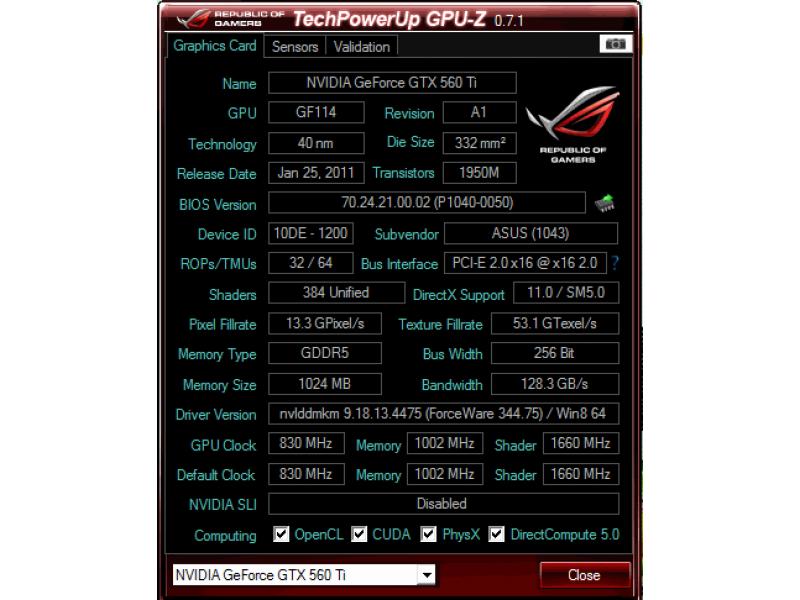 REPUBLIC OF GAMERS TechPowerUp GPU-Z 0.7.1
Graphics Card Sensors Validation
Name NVIDIA GeForce GTX 560 Ti
GPU GF114 Revision A1
Technology 40 nm Die Size 332 mm²
REPUBLIC OF GAMERS
Release Date Jan 25, 2011 Transistors 1950M
BIOS Version 70.24.21.00.02 (P1040-0050)
Device ID 10DE - 1200 Subvendor ASUS (1043)
ROPs/TMUs 32 / 64 Bus Interface PCI-E 2.0 x16 @ x16 2.0 ?
Shaders 384 Unified DirectX Support 11.0 / SM5.0
Pixel Fillrate 13.3 GPixel/s Texture Fillrate 53.1 GTexel/s
Memory Type GDDR5 Bus Width 256 Bit
Memory Size 1024 MB Bandwidth 128.3 GB/s
Driver Version nvlddmkm 9.18.13.4475 (ForceWare 344.75) / Win8 64
GPU Clock 830 MHz Memory 1002 MHz Shader 1660 MHz
Default Clock 830 MHz Memory 1002 MHz Shader 1660 MHz
NVIDIA SLI Disabled
Computing OpenCL CUDA PhysX DirectCompute 5.0
NVIDIA GeForce GTX 560 Ti Close